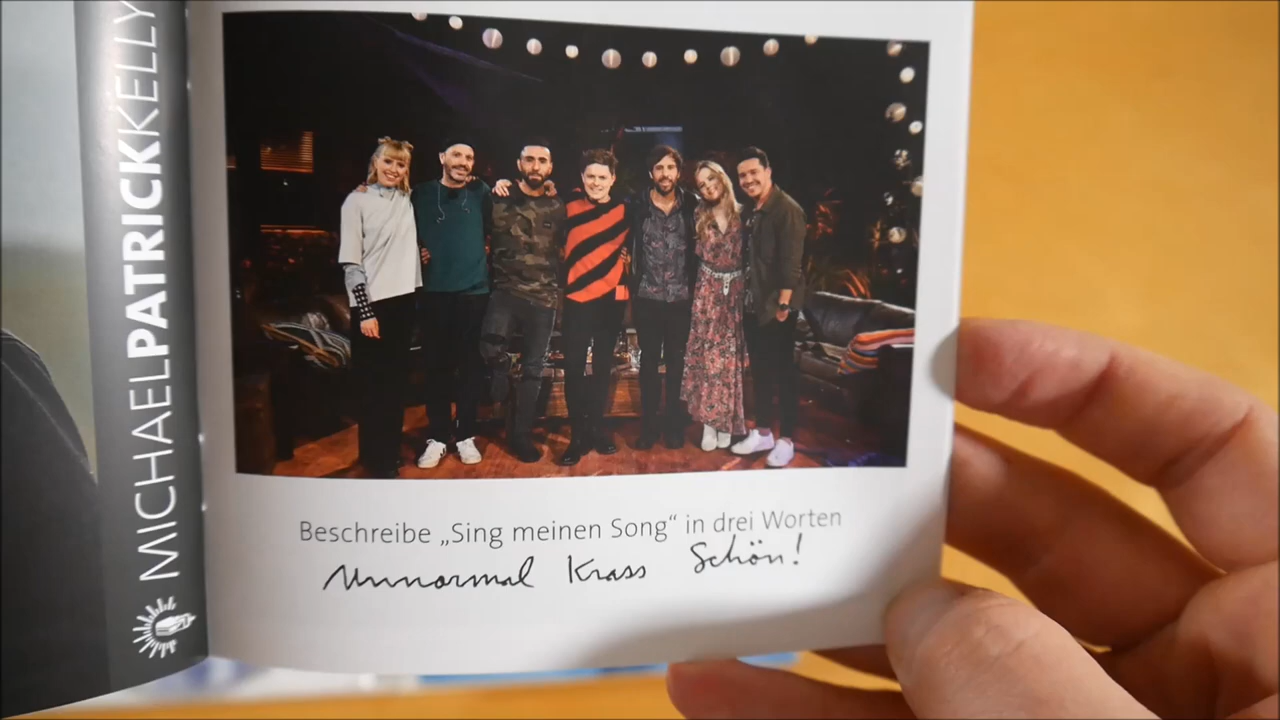 MICHAELPATRICKKELLY
Beschreibe „Sing meinen Song“ in drei Worten
Unnormal Krass Schön!